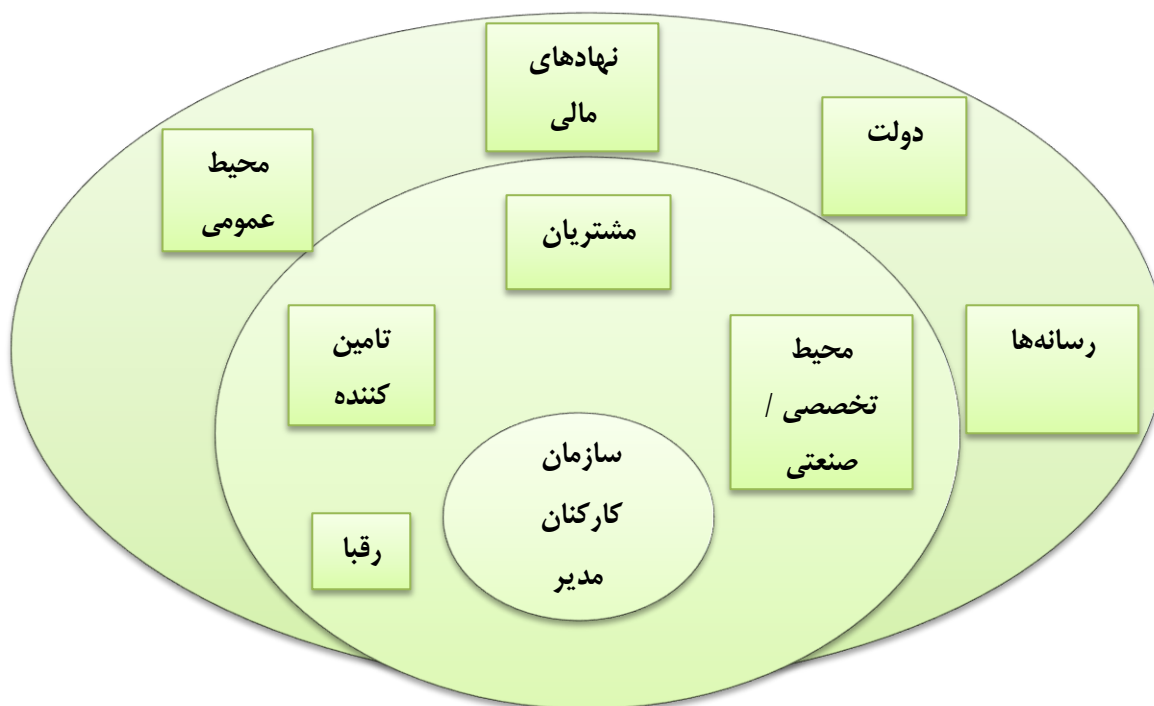 نهادهای
مالی
دولت
محیط
عمومی
مشتریان
تامین
کننده
محیط
تخصصی /
صنعتی
رسانه‌ها
سازمان
کارکنان
مدیر
رقبا